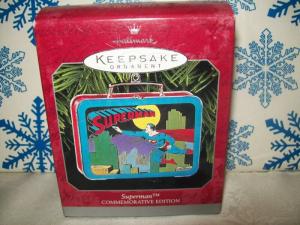 Hallmark
KEEPSAKE
ORNAMENT
SUPERMAN
Superman™
COMMEMORATIVE EDITION